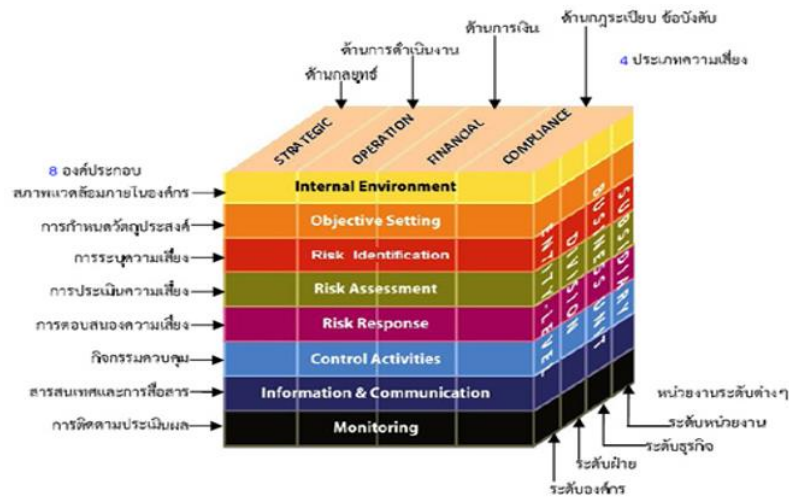 ด้านกฎระเบียบ ข้อบังคับ
ด้านการเงิน
ด้านการดำเนินงาน
ด้านกลยุทธ์
4 ประเภทความเสี่ยง
STRATEGIC
OPERATION
FINANCIAL
COMPLIANCE
8 องค์ประกอบ
สภาพแวดล้อมภายในองค์กร
Internal Environment
การกำหนดวัตถุประสงค์
Objective Setting
การระบุความเสี่ยง
Risk Identification
การประเมินความเสี่ยง
Risk Assessment
การตอบสนองความเสี่ยง
Risk Response
กิจกรรมควบคุม
Control Activities
สารสนเทศและการสื่อสาร
Information & Communication
การติดตามประเมินผล
Monitoring
ENTITY-LEVEL
DIVISION
BUSINESS UNIT
SUBSIDIRY
หน่วยงานระดับต่างๆ
ระดับหน่วยงาน
ระดับธุรกิจ
ระดับฝ่าย
ระดับองค์กร